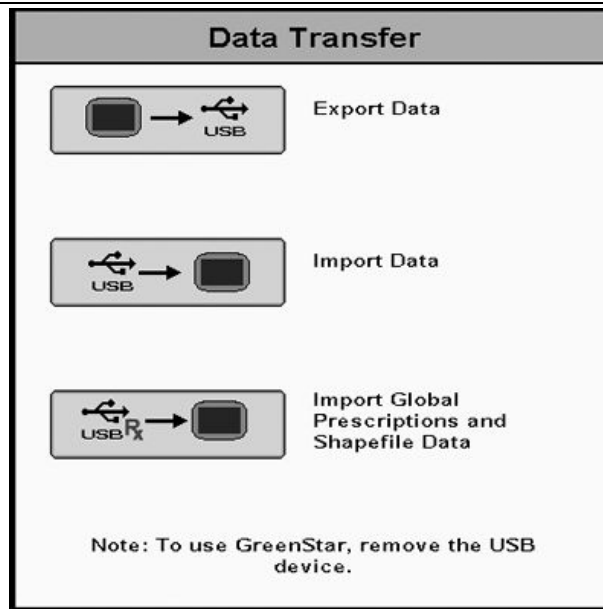 Data Transfer
USB
Export Data
USB
Import Data
USB Rx
Import Global
Prescriptions and
Shapefile Data
Note: To use GreenStar, remove the USB
device.